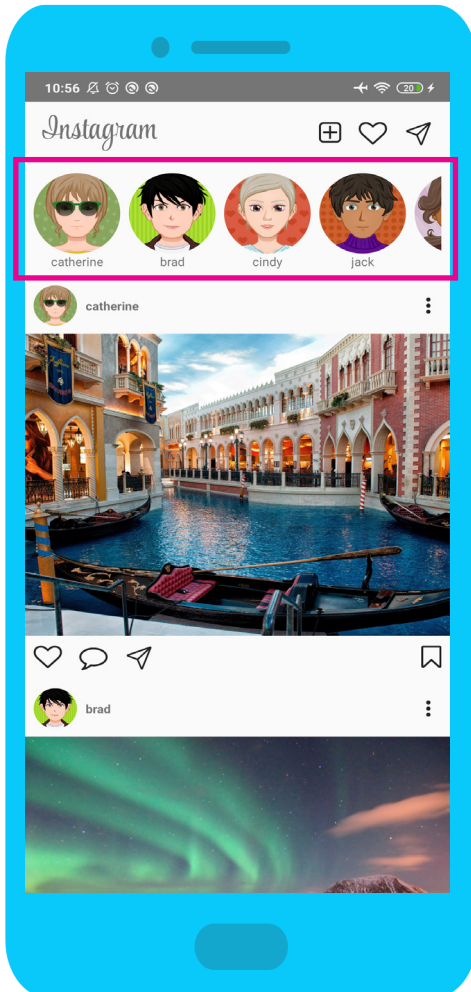 10:56 20
Instagram
catherine brad cindy jack
catherine
brad